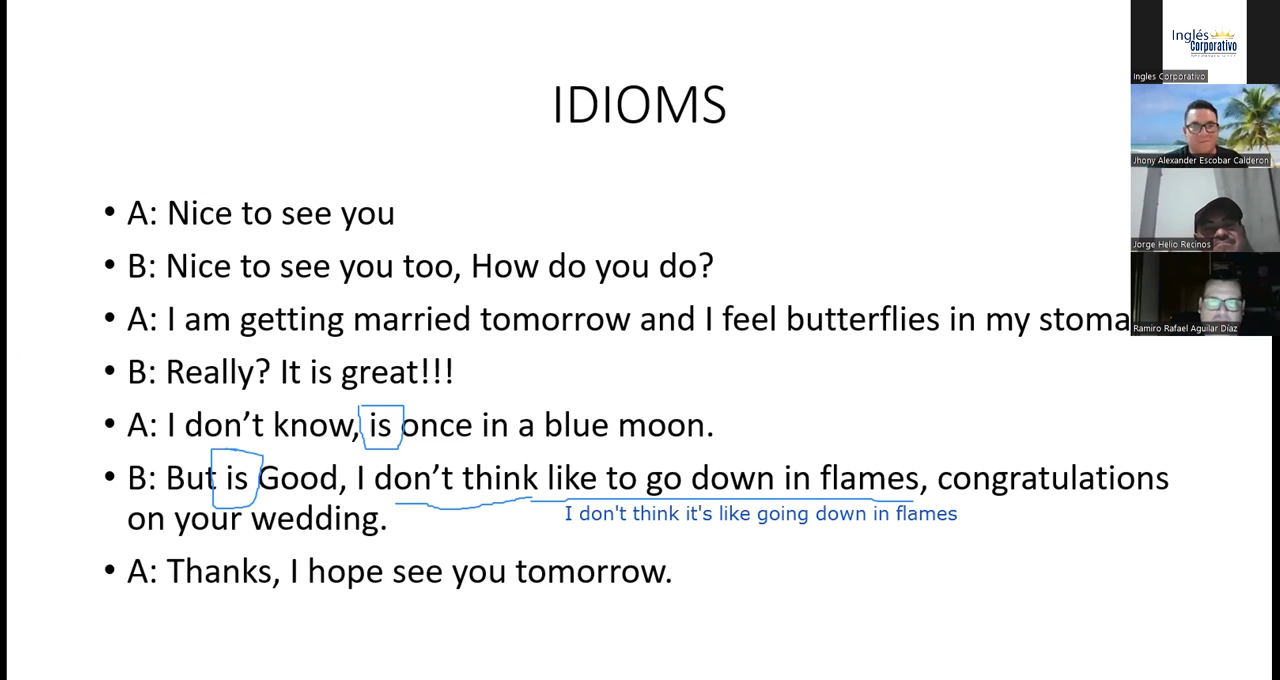 IDIOMS
• A: Nice to see you
• B: Nice to see you too, How do you do?
• A: I am getting married tomorrow and I feel butterflies in my stoma
• B: Really? It is great!!!
• A: I don’t know, is once in a blue moon.
• B: But is Good, I don’t think like to go down in flames, congratulations
on your wedding.
I don't think it's like going down in flames
• A: Thanks, I hope see you tomorrow.
Inglés
Corporativo
Ingles Corporativo
Jhony Alexander Escobar Calderon
Jorge Helio Recinos
Ramiro Rafael Aguilar Díaz